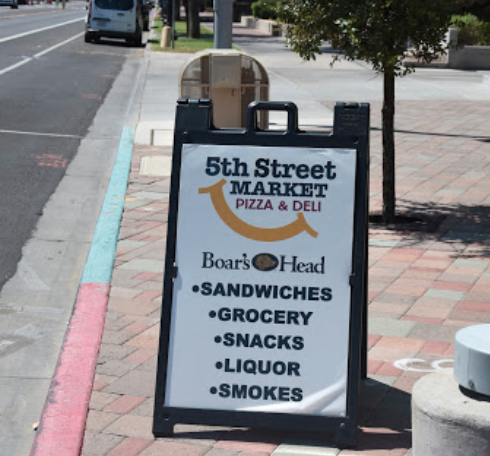 5th Street
MARKET
PIZZA & DELI
Boar's Head
•SANDWICHES
•GROCERY
•SNACKS
•LIQUOR
•SMOKES